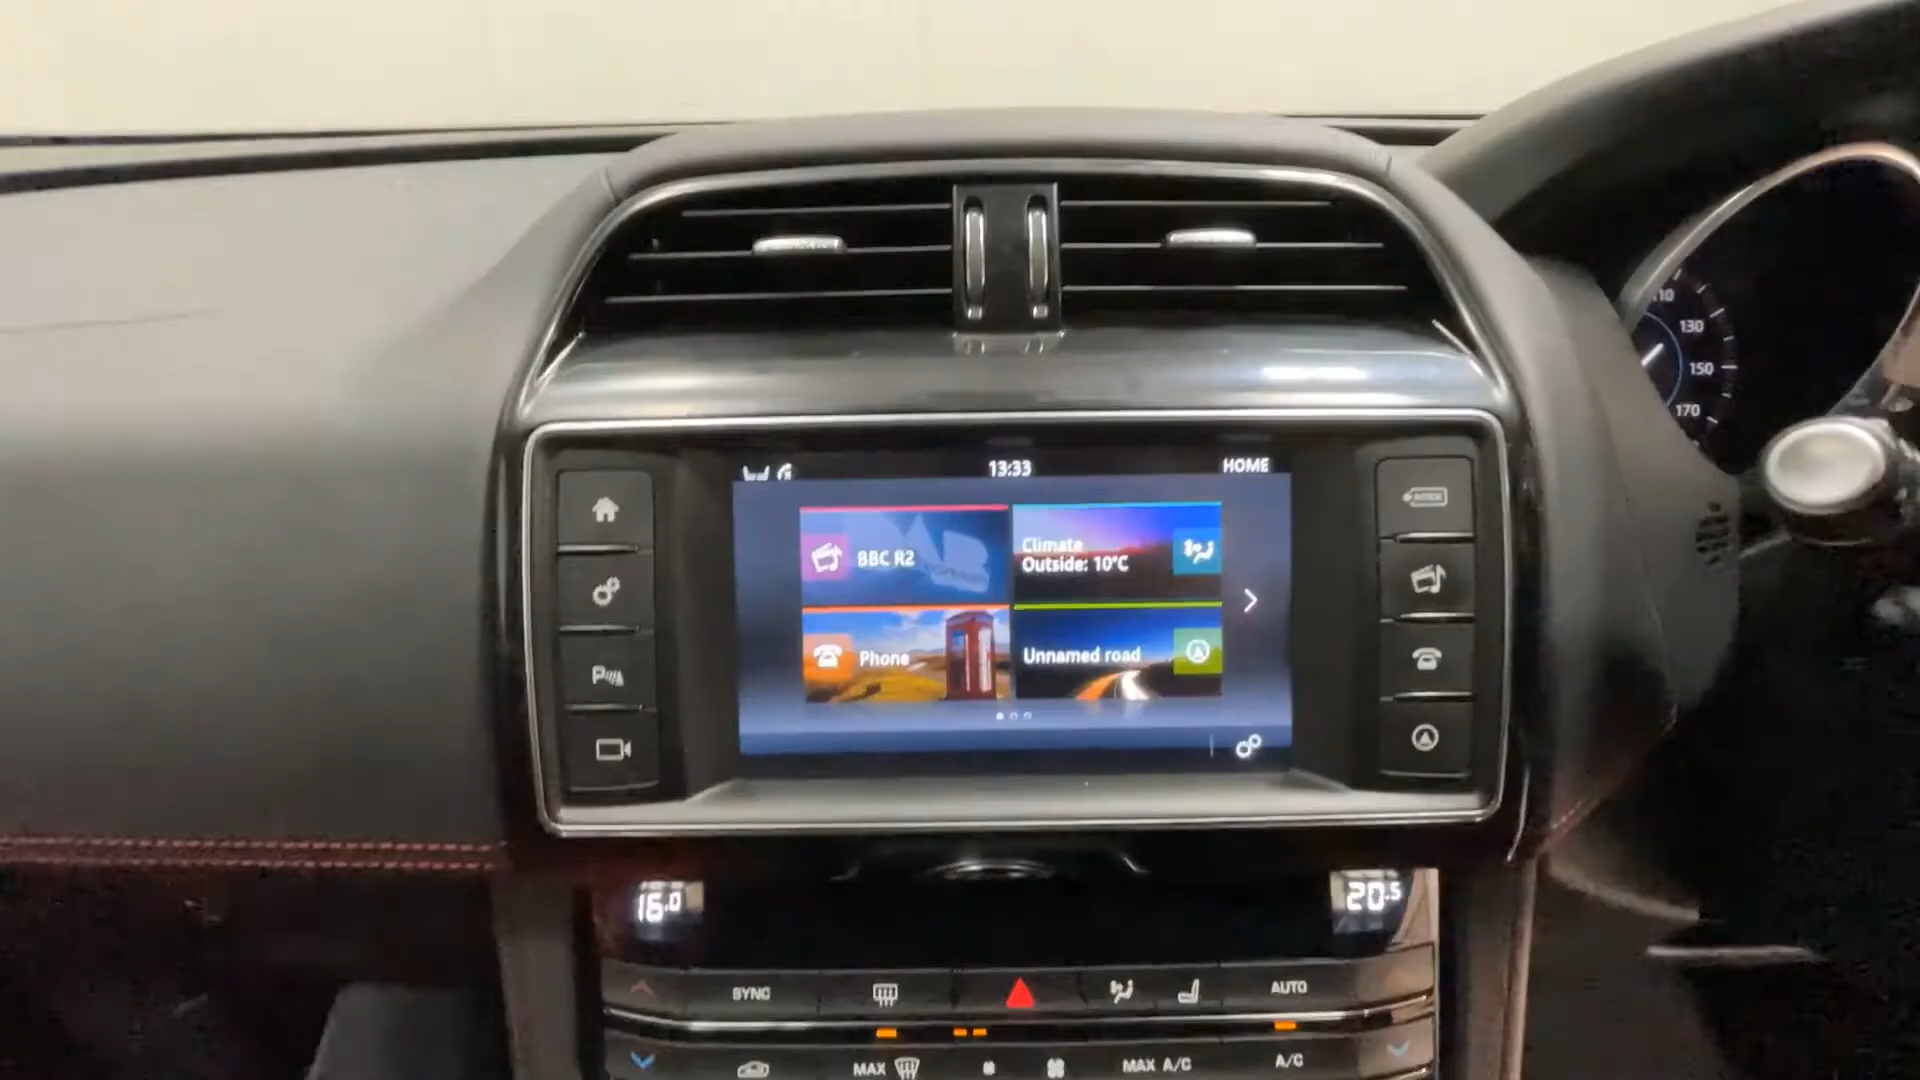 110
130
150
170
13:33
HOME
BBC R2
Climate
Outside: 10°C
Phone
Unnamed road
16.0
20.5
SYNC
AUTO
MAX
MAX A/C
A/C